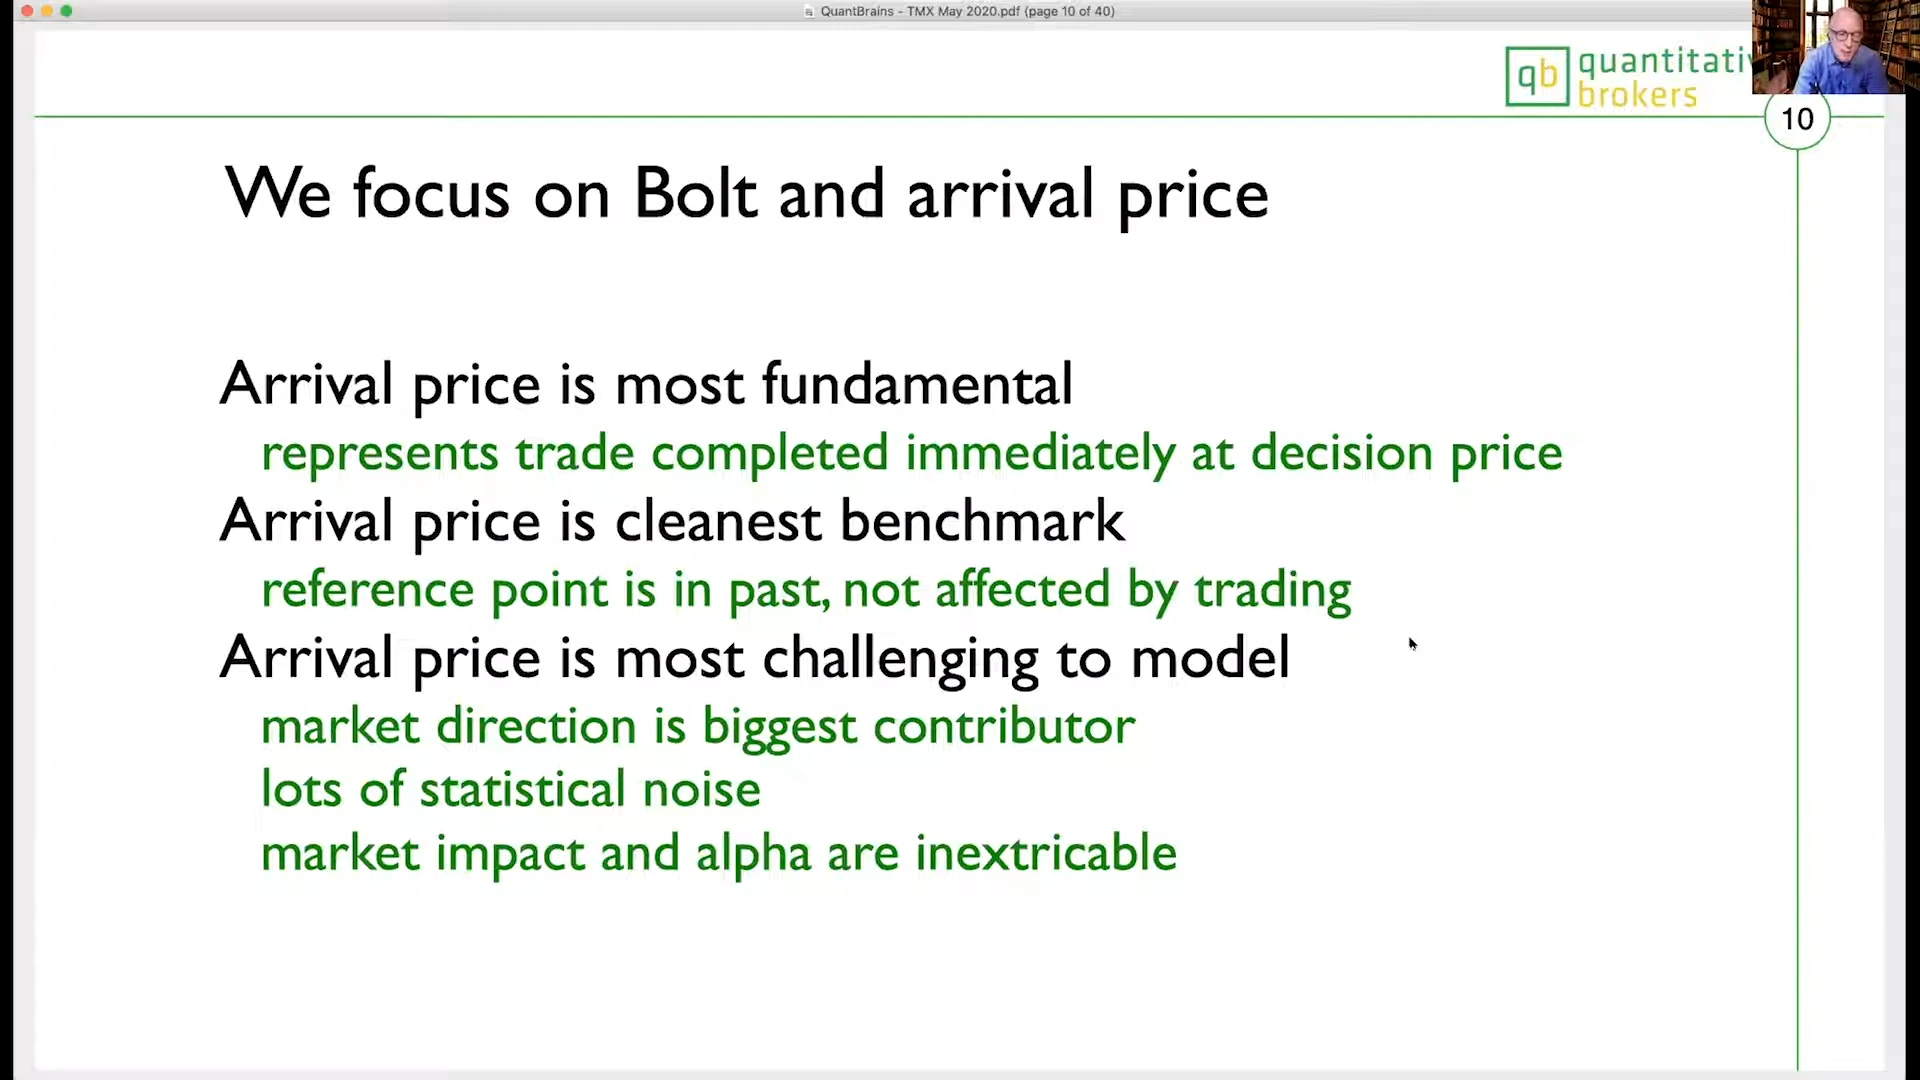 QuantBrains - TMX May 2020.pdf (page 10 of 40)
qb
quantitati
brokers
10
We focus on Bolt and arrival price
Arrival price is most fundamental
represents trade completed immediately at decision price
Arrival price is cleanest benchmark
reference point is in past, not affected by trading
Arrival price is most challenging to model
market direction is biggest contributor
lots of statistical noise
market impact and alpha are inextricable